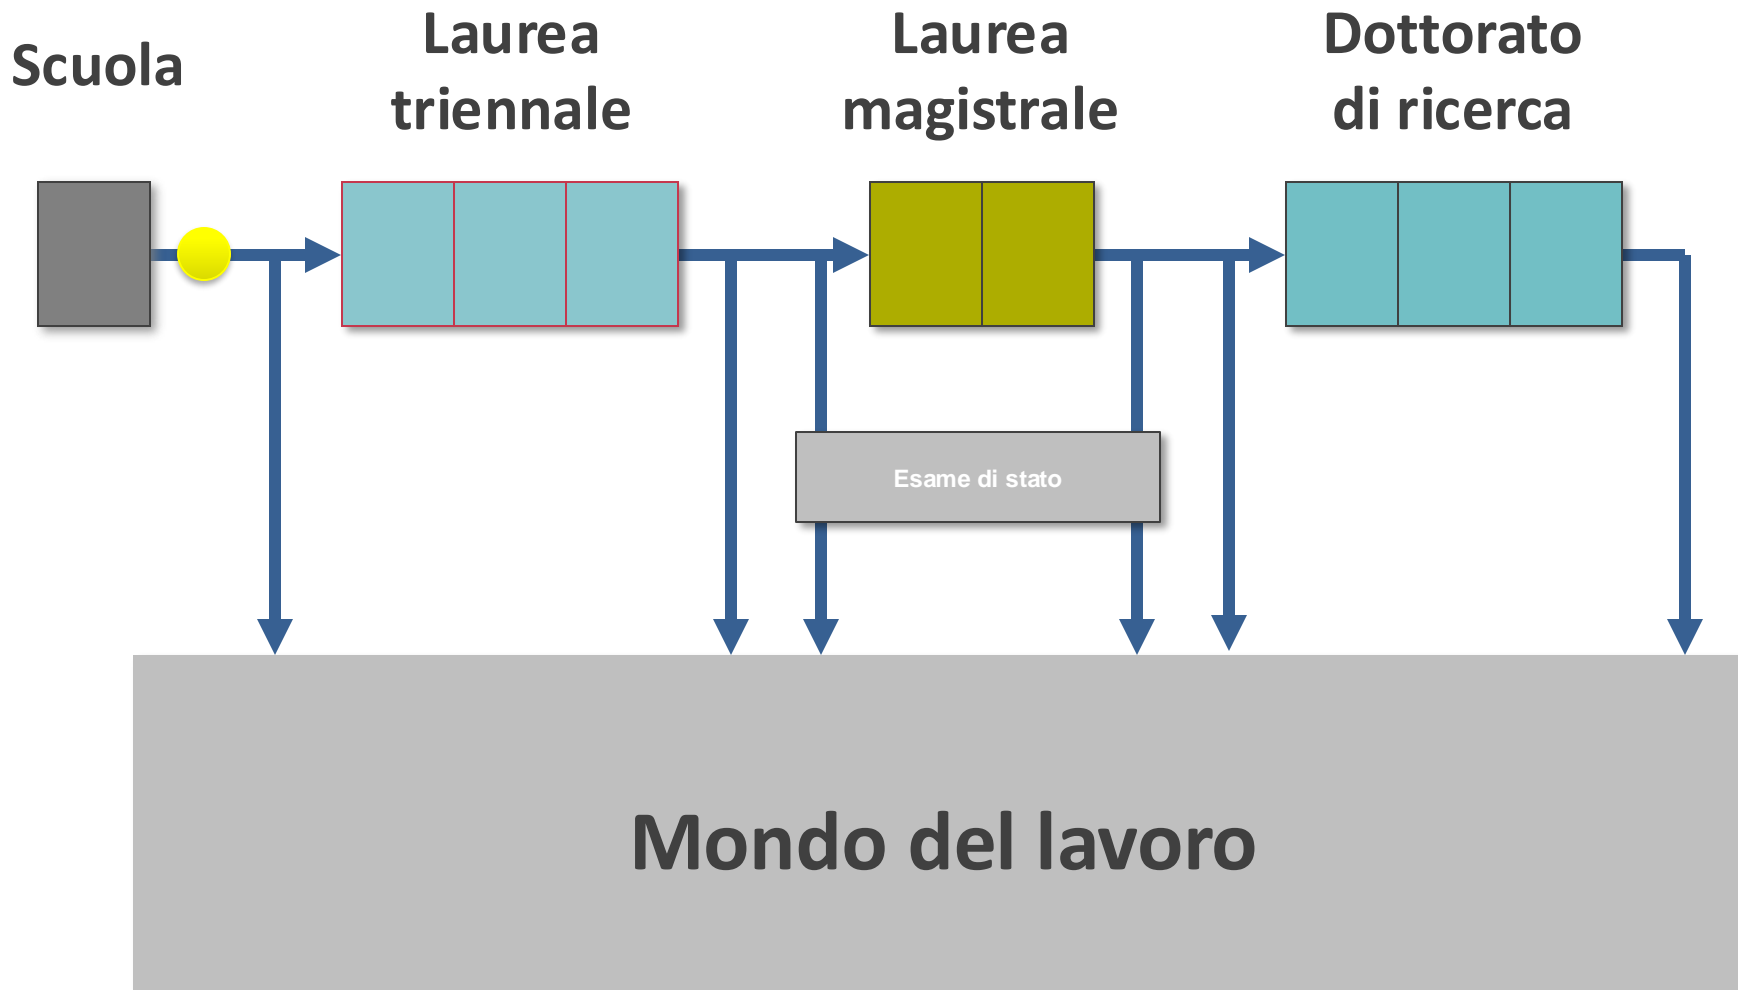 Scuola
Laurea
triennale
Laurea
magistrale
Dottorato
di ricerca
Esame di stato
Mondo del lavoro